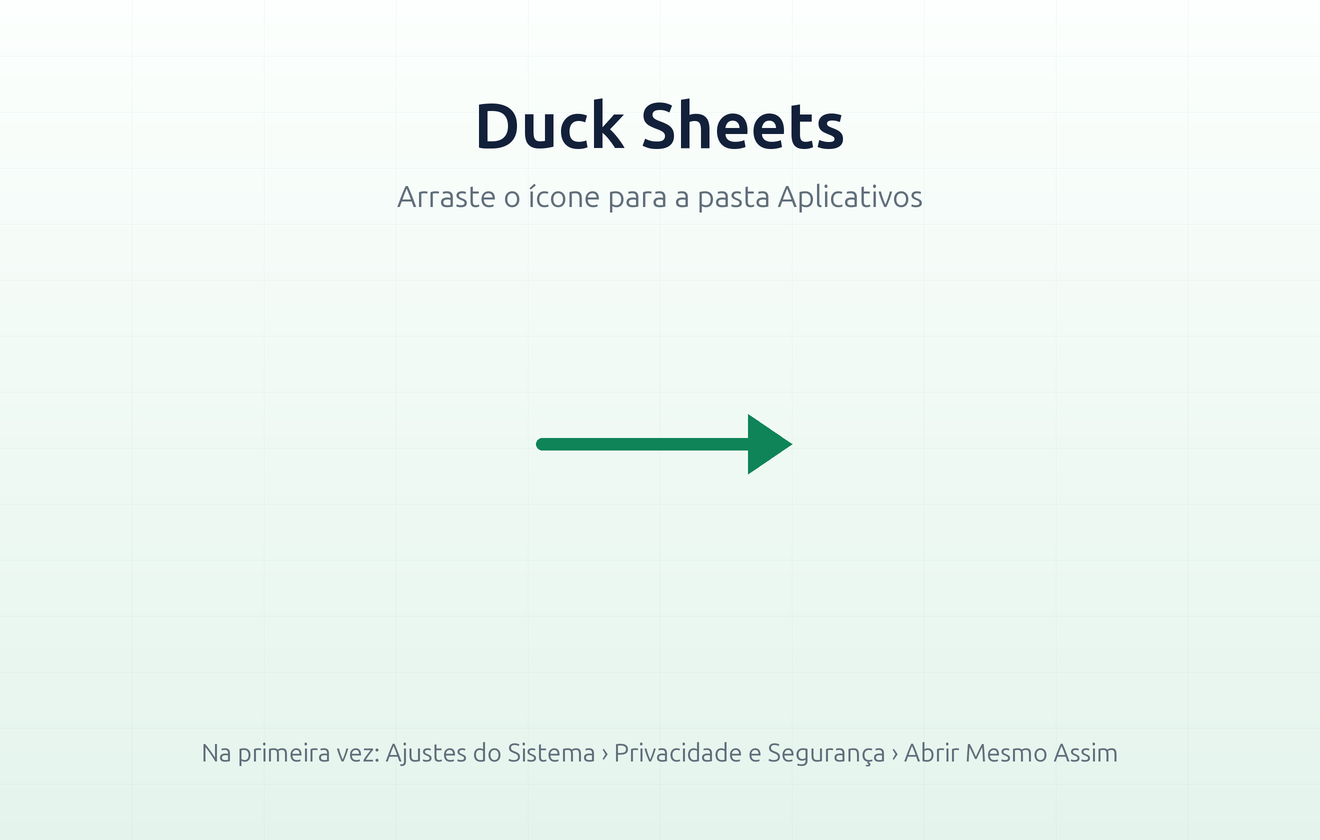 Duck Sheets
Arraste o ícone para a pasta Aplicativos
Na primeira vez: Ajustes do Sistema › Privacidade e Segurança › Abrir Mesmo Assim